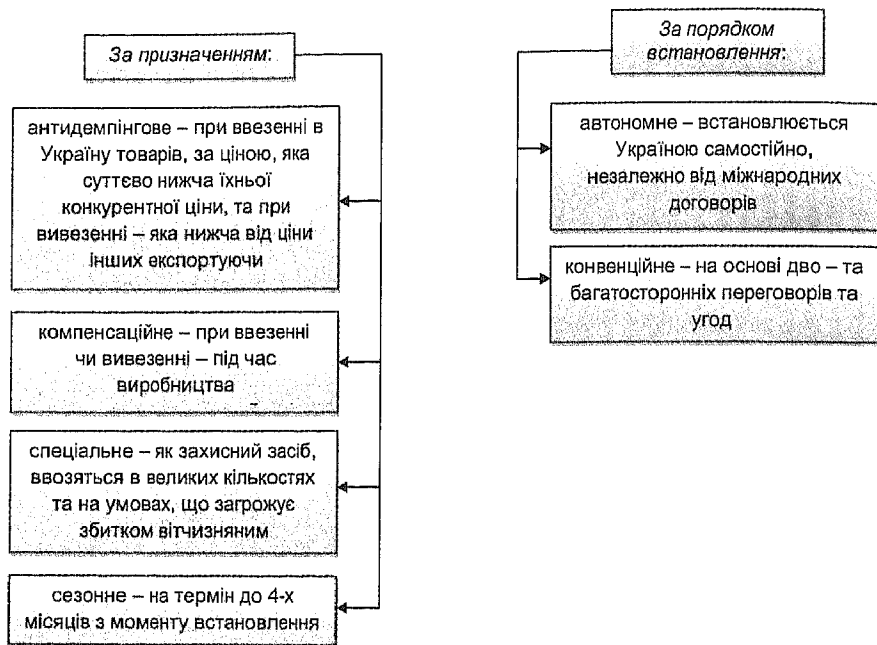 За призначенням:
антидемпінгове – при ввезенні в
Україну товарів, за ціною, яка
суттєво нижча їхньої
конкурентної ціни, та при
вивезенні – яка нижча від ціни
інших експортуючи
компенсаційне – при ввезенні
чи вивезенні – під час
виробництва
спеціальне – як захисний засіб,
ввозяться в великих кількостях
та на умовах, що загрожує
збитком вітчизняним
сезонне – на термін до 4-х
місяців з моменту встановлення
За порядком
встановлення:
автономне – встановлюється
Україною самостійно,
незалежно від міжнародних
договорів
конвенційне – на основі дво – та
багатосторонніх переговорів та
угод